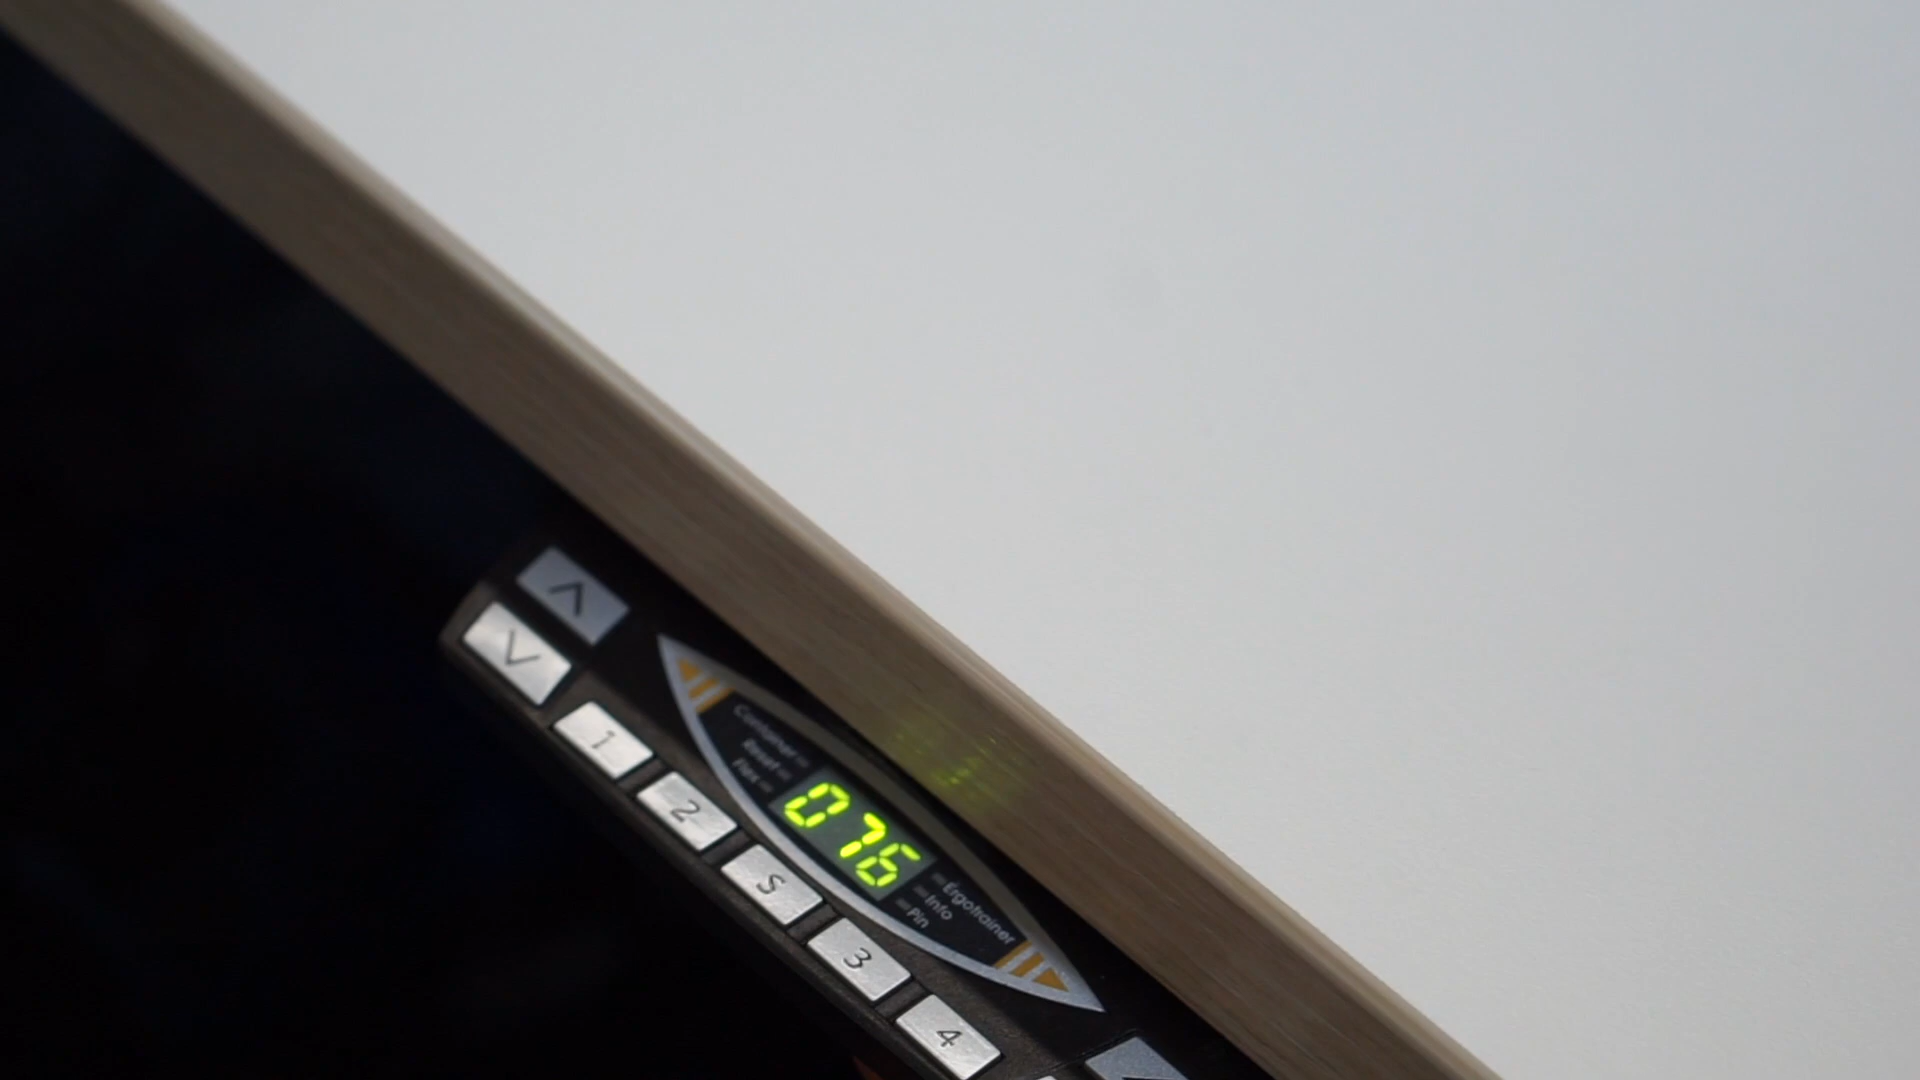 Container
Reset
Flex
076
Ergotrainer
Info
Pin
1
2
S
3
4